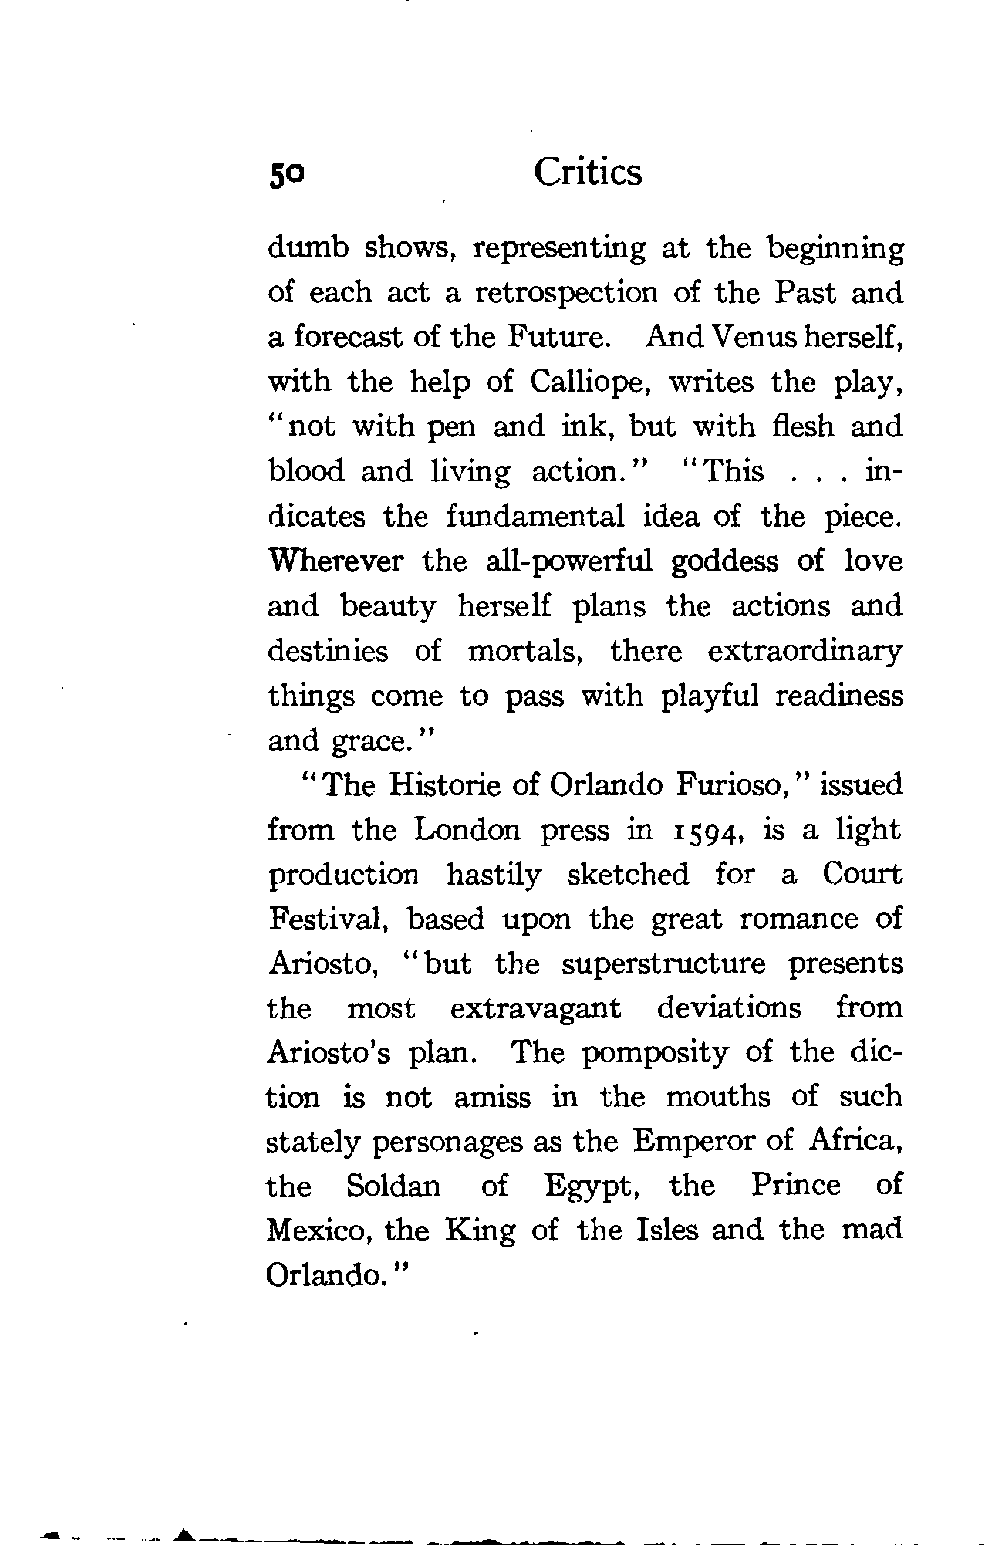 50 Critics
dumb shows, representing at the beginning
of each act a retrospection of the Past and
a forecast of the Future. And Venus herself,
with the help of Calliope, writes the play,
"not with pen and ink, but with flesh and
blood and living action." "This . . . in-
dicates the fundamental idea of the piece.
Wherever the all-powerful goddess of love
and beauty herself plans the actions and
destinies of mortals, there extraordinary
things come to pass with playful readiness
and grace."
"The Historie of Orlando Furioso," issued
from the London press in 1594, is a light
production hastily sketched for a Court
Festival, based upon the great romance of
Ariosto, "but the superstructure presents
the most extravagant deviations from
Ariosto's plan. The pomposity of the dic-
tion is not amiss in the mouths of such
stately personages as the Emperor of Africa,
the Soldan of Egypt, the Prince of
Mexico, the King of the Isles and the mad
Orlando."